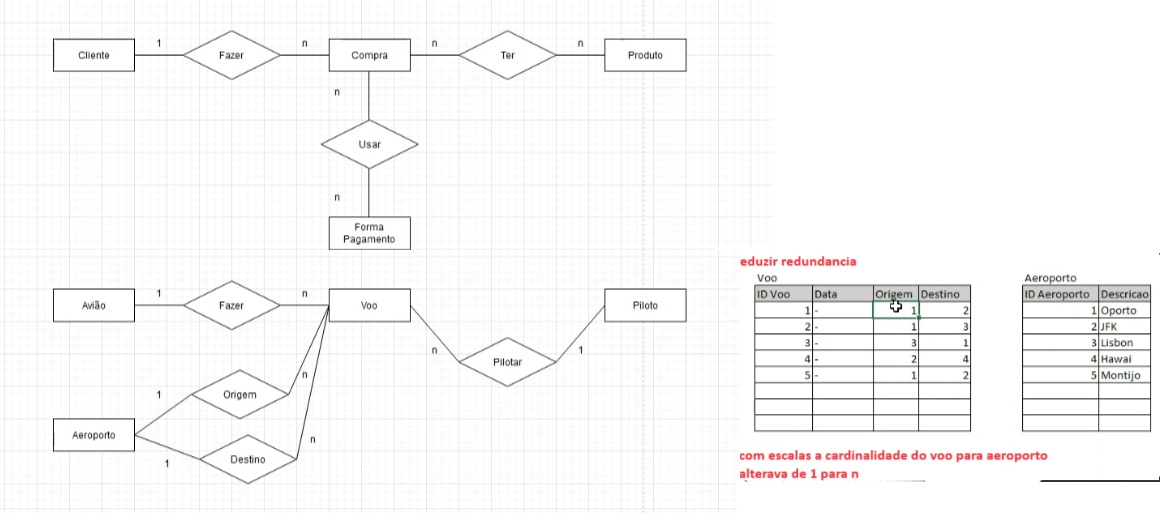 1
n
n
n
Cliente
Fazer
Compra
Ter
Produto
n
Usar
n
Forma
Pagamento
eduzir redundancia
Voo
Aeroporto
1
n
ID Voo Data Origem Destino
ID Aeroporto Descricao
Avião
Fazer
Voo
Piloto
1 - 1 2
1 Oporto
2 - 1 3
2 JFK
3 - 3 1
3 Lisbon
4 - 2 4
4 Hawai
5 - 1 2
5 Montijo
n
1
Pilotar
n
1
Origem
Aeroporto
n
1
Destino
com escalas a cardinalidade do voo para aeroporto
alterava de 1 para n